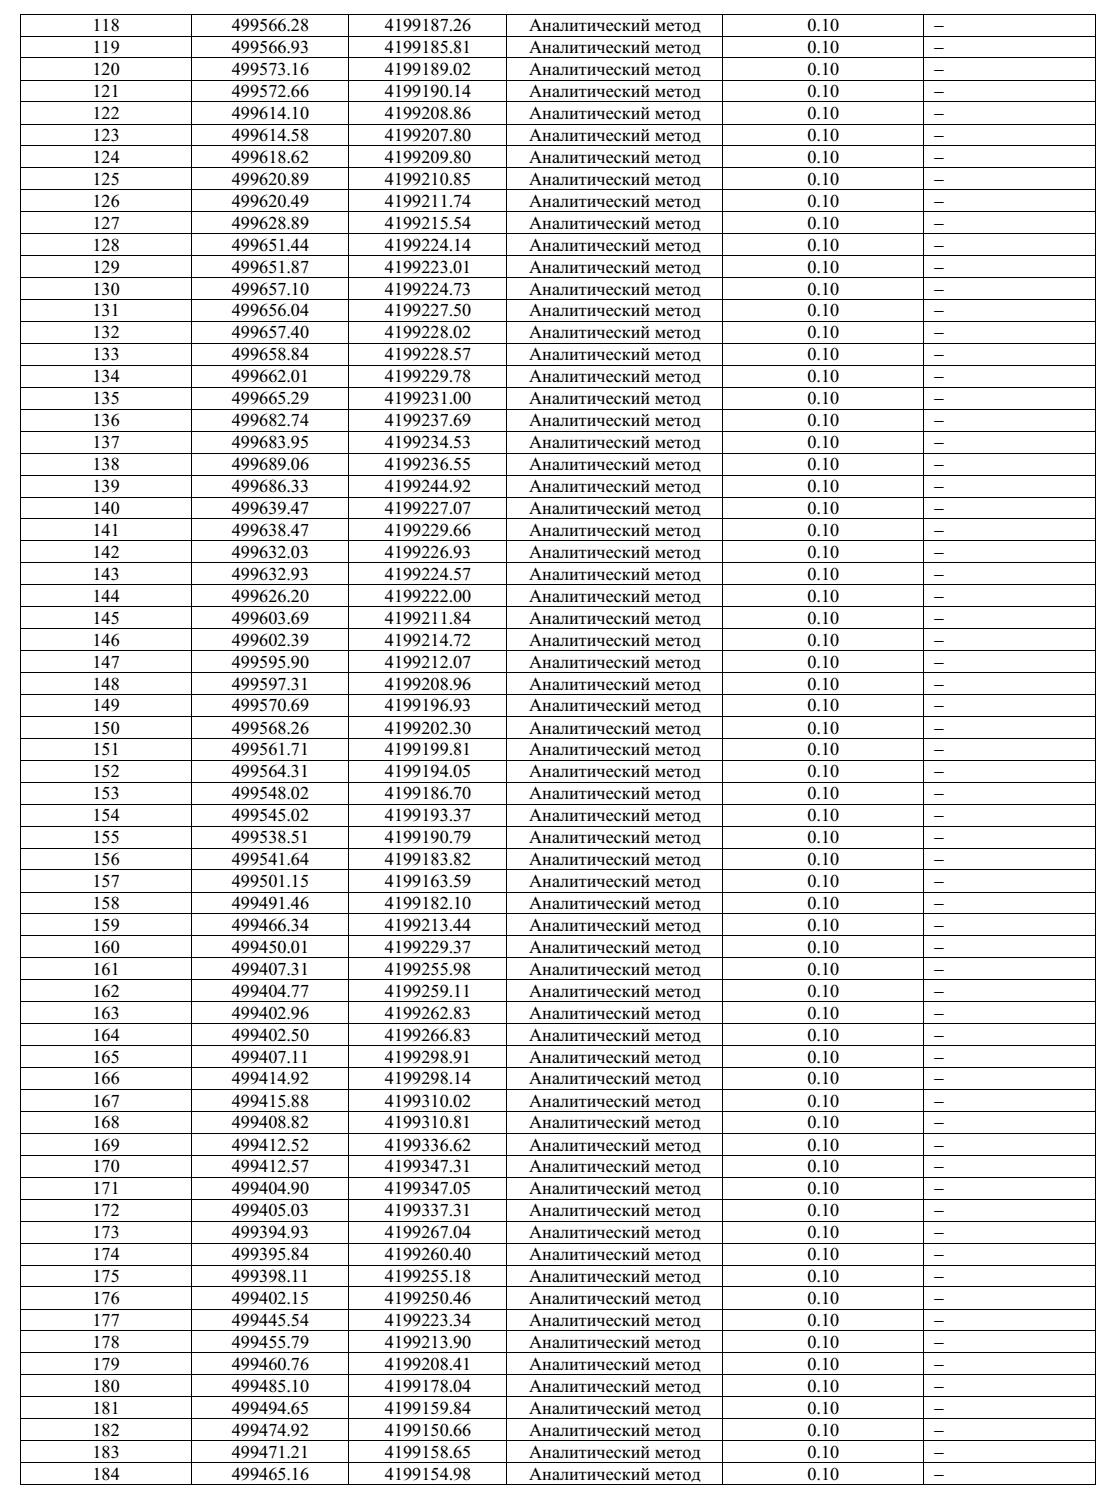 118 499566.28 4199187.26 Аналитический метод 0.10 –
119 499566.93 4199185.81 Аналитический метод 0.10 –
120 499573.16 4199189.02 Аналитический метод 0.10 –
121 499572.66 4199190.14 Аналитический метод 0.10 –
122 499614.10 4199208.86 Аналитический метод 0.10 –
123 499614.58 4199207.80 Аналитический метод 0.10 –
124 499618.62 4199209.80 Аналитический метод 0.10 –
125 499620.89 4199210.85 Аналитический метод 0.10 –
126 499620.49 4199211.74 Аналитический метод 0.10 –
127 499628.89 4199215.54 Аналитический метод 0.10 –
128 499651.44 4199224.14 Аналитический метод 0.10 –
129 499651.87 4199223.01 Аналитический метод 0.10 –
130 499657.10 4199224.73 Аналитический метод 0.10 –
131 499656.04 4199227.50 Аналитический метод 0.10 –
132 499657.40 4199228.02 Аналитический метод 0.10 –
133 499658.84 4199228.57 Аналитический метод 0.10 –
134 499662.01 4199229.78 Аналитический метод 0.10 –
135 499665.29 4199231.00 Аналитический метод 0.10 –
136 499682.74 4199237.69 Аналитический метод 0.10 –
137 499683.95 4199234.53 Аналитический метод 0.10 –
138 499689.06 4199236.55 Аналитический метод 0.10 –
139 499686.33 4199244.92 Аналитический метод 0.10 –
140 499639.47 4199227.07 Аналитический метод 0.10 –
141 499638.47 4199229.66 Аналитический метод 0.10 –
142 499632.03 4199226.93 Аналитический метод 0.10 –
143 499632.93 4199224.57 Аналитический метод 0.10 –
144 499626.20 4199222.00 Аналитический метод 0.10 –
145 499603.69 4199211.84 Аналитический метод 0.10 –
146 499602.39 4199214.72 Аналитический метод 0.10 –
147 499595.90 4199212.07 Аналитический метод 0.10 –
148 499597.31 4199208.96 Аналитический метод 0.10 –
149 499570.69 4199196.93 Аналитический метод 0.10 –
150 499568.26 4199202.30 Аналитический метод 0.10 –
151 499561.71 4199199.81 Аналитический метод 0.10 –
152 499564.31 4199194.05 Аналитический метод 0.10 –
153 499548.02 4199186.70 Аналитический метод 0.10 –
154 499545.02 4199193.37 Аналитический метод 0.10 –
155 499538.51 4199190.79 Аналитический метод 0.10 –
156 499541.64 4199183.82 Аналитический метод 0.10 –
157 499501.15 4199163.59 Аналитический метод 0.10 –
158 499491.46 4199182.10 Аналитический метод 0.10 –
159 499466.34 4199213.44 Аналитический метод 0.10 –
160 499450.01 4199229.37 Аналитический метод 0.10 –
161 499407.31 4199255.98 Аналитический метод 0.10 –
162 499404.77 4199259.11 Аналитический метод 0.10 –
163 499402.96 4199262.83 Аналитический метод 0.10 –
164 499402.50 4199266.83 Аналитический метод 0.10 –
165 499407.11 4199298.91 Аналитический метод 0.10 –
166 499414.92 4199298.14 Аналитический метод 0.10 –
167 499415.88 4199310.02 Аналитический метод 0.10 –
168 499408.82 4199310.81 Аналитический метод 0.10 –
169 499412.52 4199336.62 Аналитический метод 0.10 –
170 499412.57 4199347.31 Аналитический метод 0.10 –
171 499404.90 4199347.05 Аналитический метод 0.10 –
172 499405.03 4199337.31 Аналитический метод 0.10 –
173 499394.93 4199267.04 Аналитический метод 0.10 –
174 499395.84 4199260.40 Аналитический метод 0.10 –
175 499398.11 4199255.18 Аналитический метод 0.10 –
176 499402.15 4199250.46 Аналитический метод 0.10 –
177 499445.54 4199223.34 Аналитический метод 0.10 –
178 499455.79 4199213.90 Аналитический метод 0.10 –
179 499460.76 4199208.41 Аналитический метод 0.10 –
180 499485.10 4199178.04 Аналитический метод 0.10 –
181 499494.65 4199159.84 Аналитический метод 0.10 –
182 499474.92 4199150.66 Аналитический метод 0.10 –
183 499471.21 4199158.65 Аналитический метод 0.10 –
184 499465.16 4199154.98 Аналитический метод 0.10 –